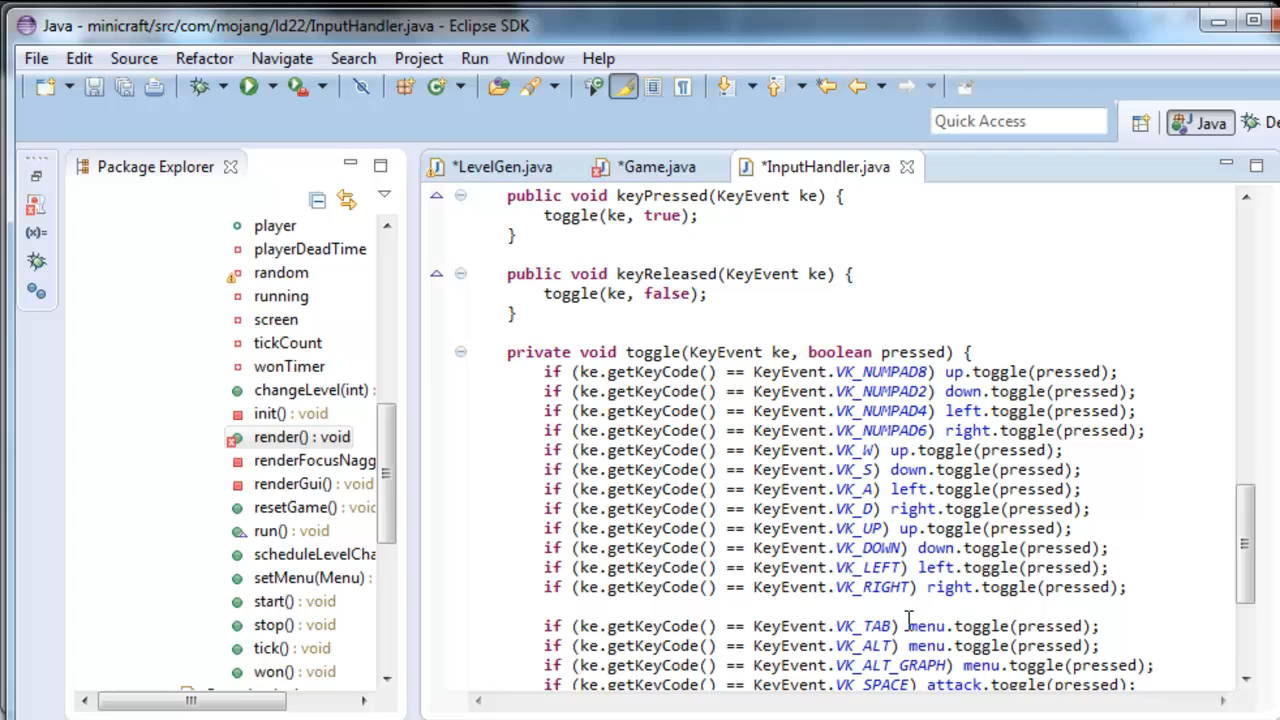 Java - minicraft/src/com/mojang/ld22/InputHandler.java - Eclipse SDK
File Edit Source Refactor Navigate Search Project Run Window Help
Quick Access
Java
Package Explorer
*LevelGen.java
*Game.java
*InputHandler.java
player
playerDeadTime
random
running
screen
tickCount
wonTimer
changeLevel(int) :
init() : void
render() : void
renderFocusNagg
renderGui() : void
resetGame() : voic
run() : void
scheduleLevelCha
setMenu(Menu) :
start() : void
stop() : void
tick() : void
won() : void
public void keyPressed(KeyEvent ke) {
toggle(ke, true);
}
public void keyReleased(KeyEvent ke) {
toggle(ke, false);
}
private void toggle(KeyEvent ke, boolean pressed) {
if (ke.getKeyCode() == KeyEvent.VK_NUMPAD8) up.toggle(pressed);
if (ke.getKeyCode() == KeyEvent.VK_NUMPAD2) down.toggle(pressed);
if (ke.getKeyCode() == KeyEvent.VK_NUMPAD4) left.toggle(pressed);
if (ke.getKeyCode() == KeyEvent.VK_NUMPAD6) right.toggle(pressed);
if (ke.getKeyCode() == KeyEvent.VK_W) up.toggle(pressed);
if (ke.getKeyCode() == KeyEvent.VK_S) down.toggle(pressed);
if (ke.getKeyCode() == KeyEvent.VK_A) left.toggle(pressed);
if (ke.getKeyCode() == KeyEvent.VK_D) right.toggle(pressed);
if (ke.getKeyCode() == KeyEvent.VK_UP) up.toggle(pressed);
if (ke.getKeyCode() == KeyEvent.VK_DOWN) down.toggle(pressed);
if (ke.getKeyCode() == KeyEvent.VK_LEFT) left.toggle(pressed);
if (ke.getKeyCode() == KeyEvent.VK_RIGHT) right.toggle(pressed);
if (ke.getKeyCode() == KeyEvent.VK_TAB) menu.toggle(pressed);
if (ke.getKeyCode() == KeyEvent.VK_ALT) menu.toggle(pressed);
if (ke.getKeyCode() == KeyEvent.VK_ALT_GRAPH) menu.toggle(pressed);
if (ke.getKeyCode() == KeyEvent.VK_SPACE) attack.toggle(pressed);